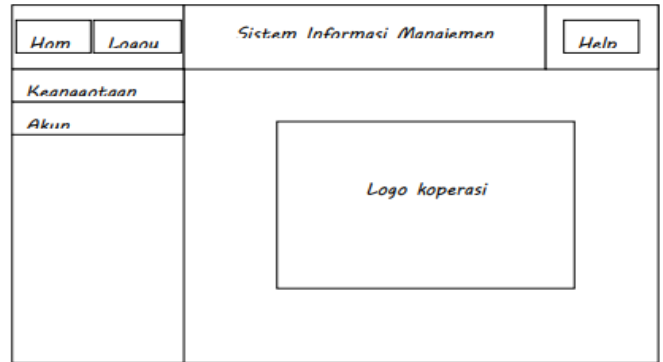 Hom
Logou
Sistem Informasi Manajemen
Help
Keanggotaan
Akun
Logo koperasi